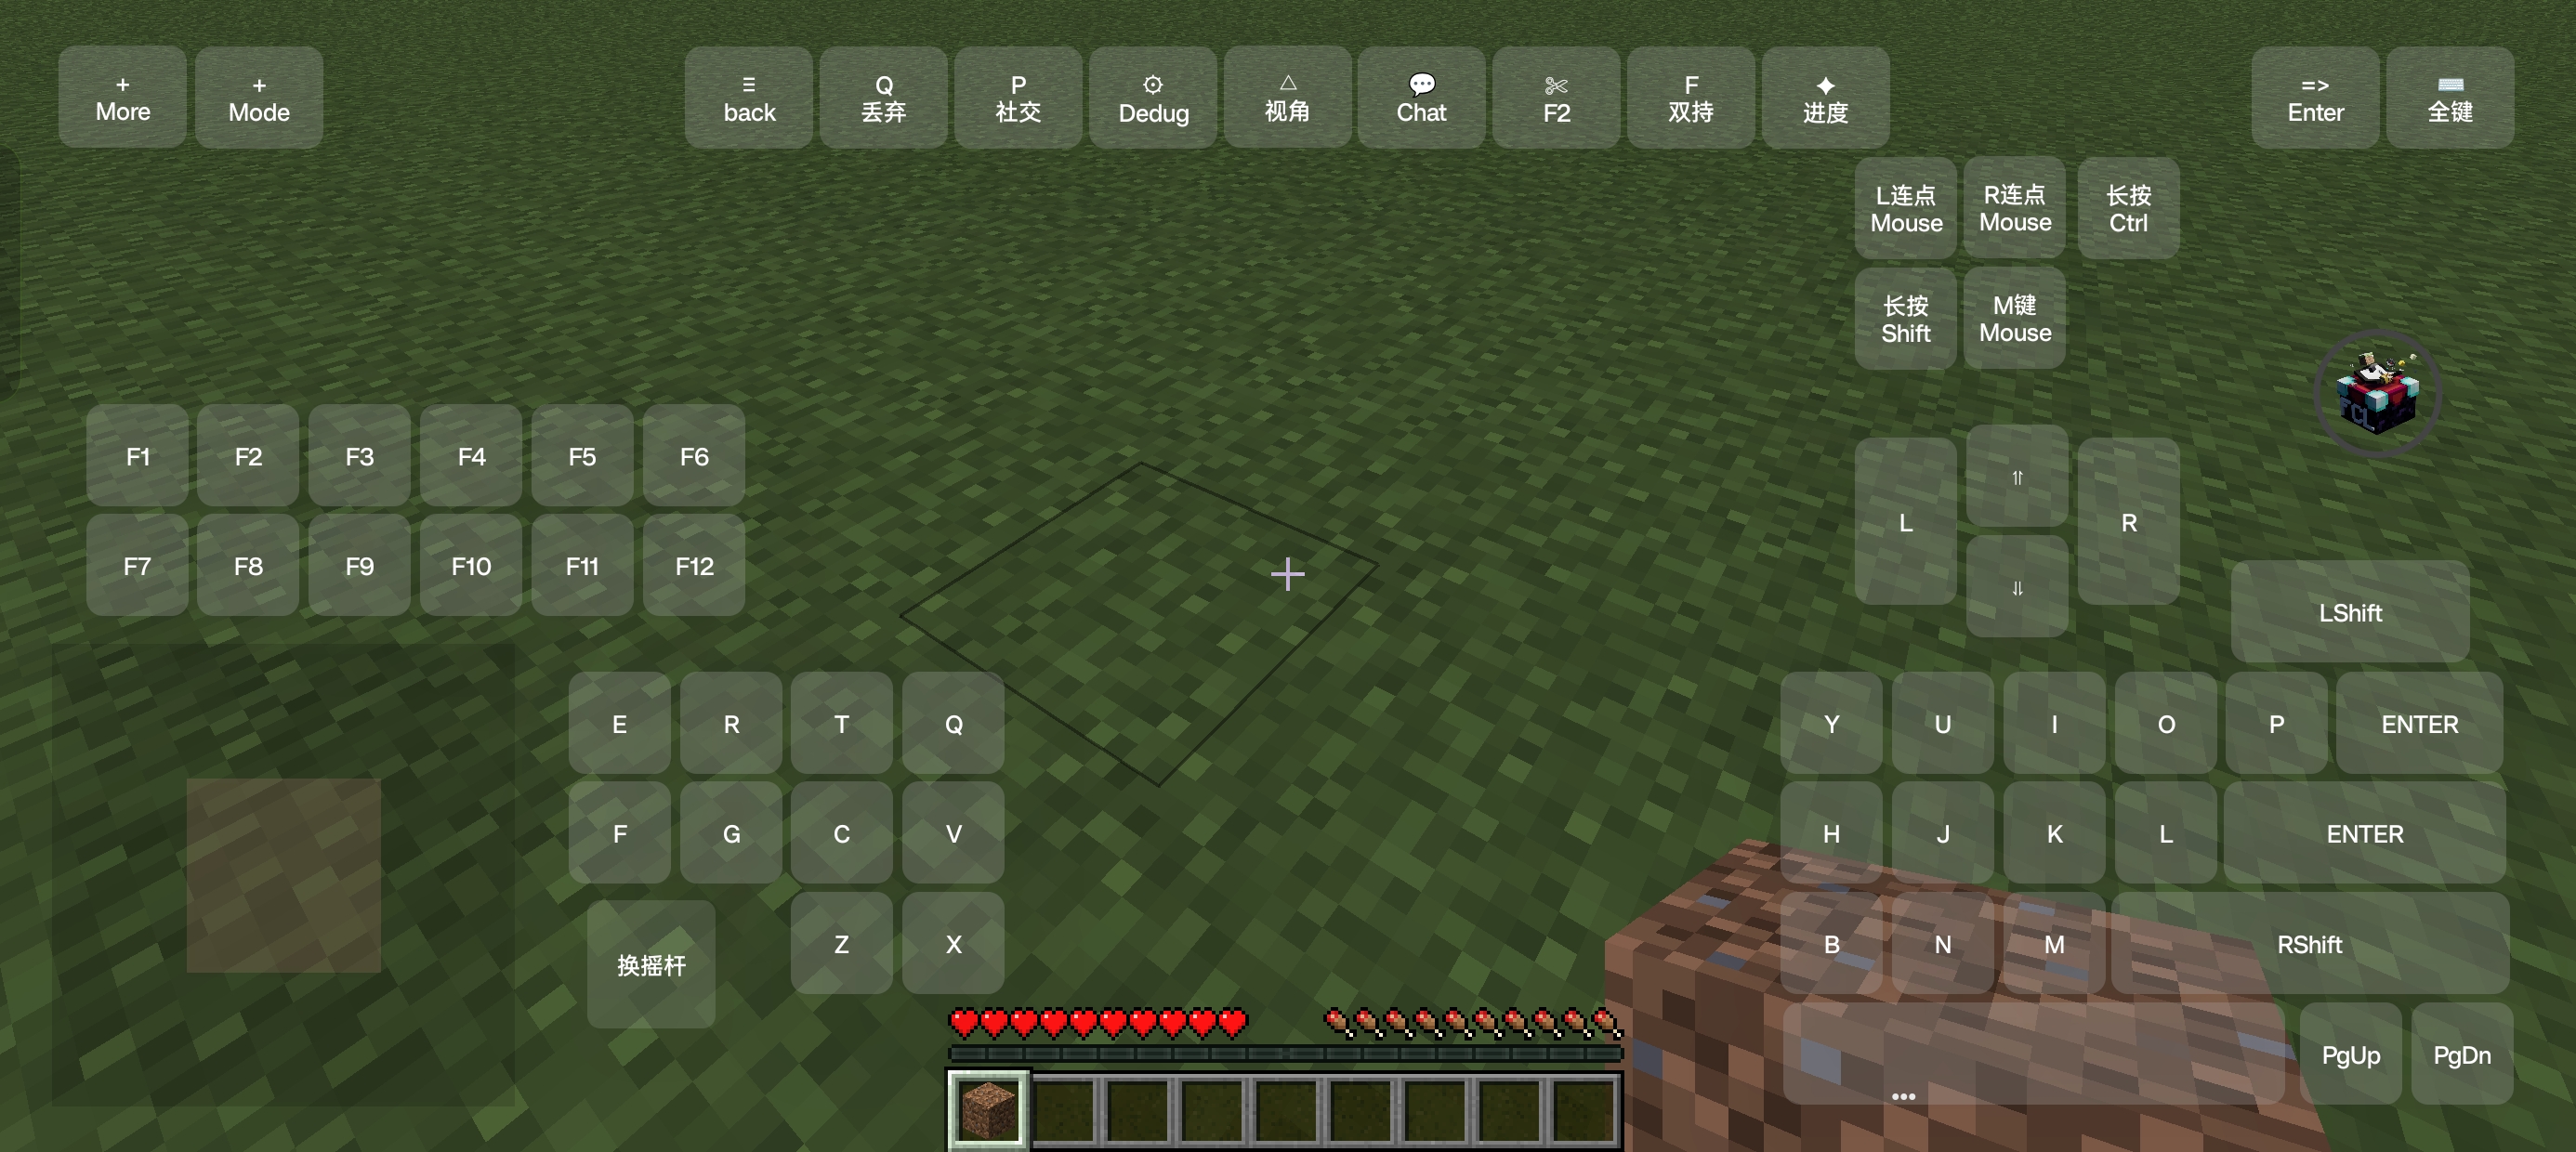 +
More
+
Mode
☰
back
Q
丢弃
P
社交
Dedug
△
视角
Chat
F2
F
双持
✦
进度
=>
Enter
全键
L连点
Mouse
R连点
Mouse
长按
Ctrl
长按
Shift
M键
Mouse
FCL
F1 F2 F3 F4 F5 F6
F7 F8 F9 F10 F11 F12
L
⇈
R
⇊
LShift
E R T Q
Y U I O P ENTER
F G C V
H J K L ENTER
换摇杆
Z X
B N M RShift
PgUp PgDn
•••